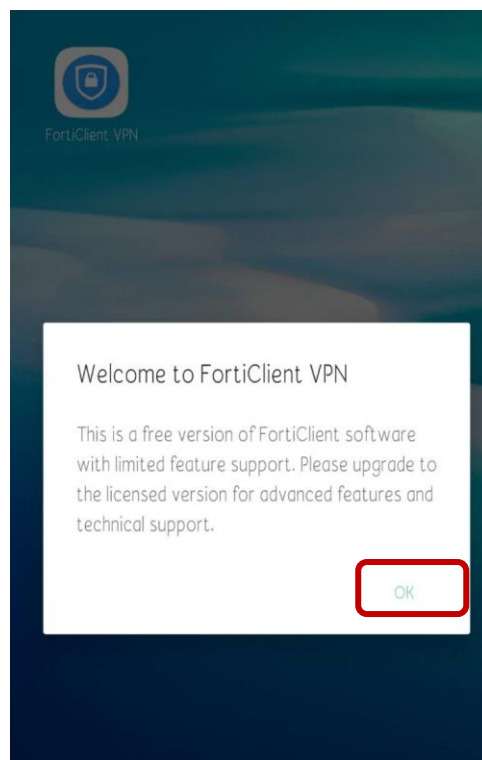 FortiClient VPN
Welcome to FortiClient VPN
This is a free version of FortiClient software
with limited feature support. Please upgrade to
the licensed version for advanced features and
technical support.
OK